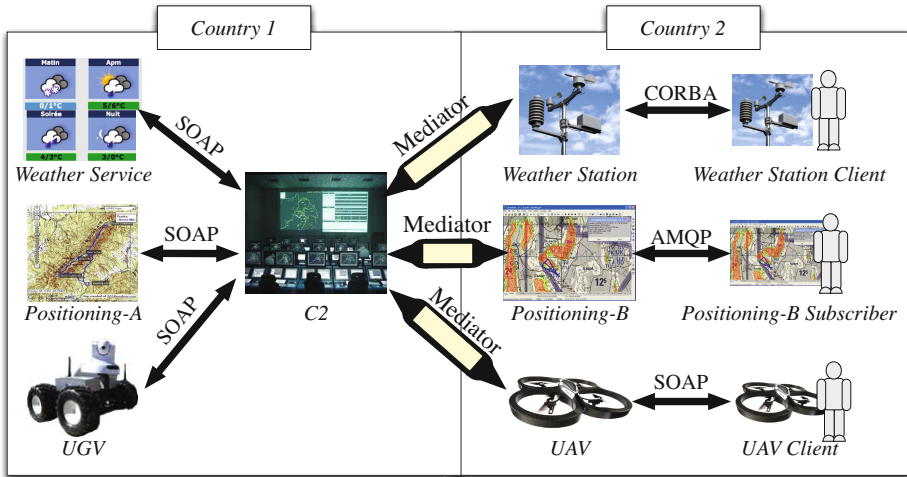 Country 1
Country 2
Matin
Apm
0/1°C
5/6°C
Soirée
Nuit
4/3°C
3/0°C
Weather Service
SOAP
Mediator
Weather Station
CORBA
Weather Station Client
Positioning-A
SOAP
C2
Mediator
Positioning-B
12⁵
AMQP
Positioning-B Subscriber
12
UGV
SOAP
Mediator
UAV
SOAP
UAV Client